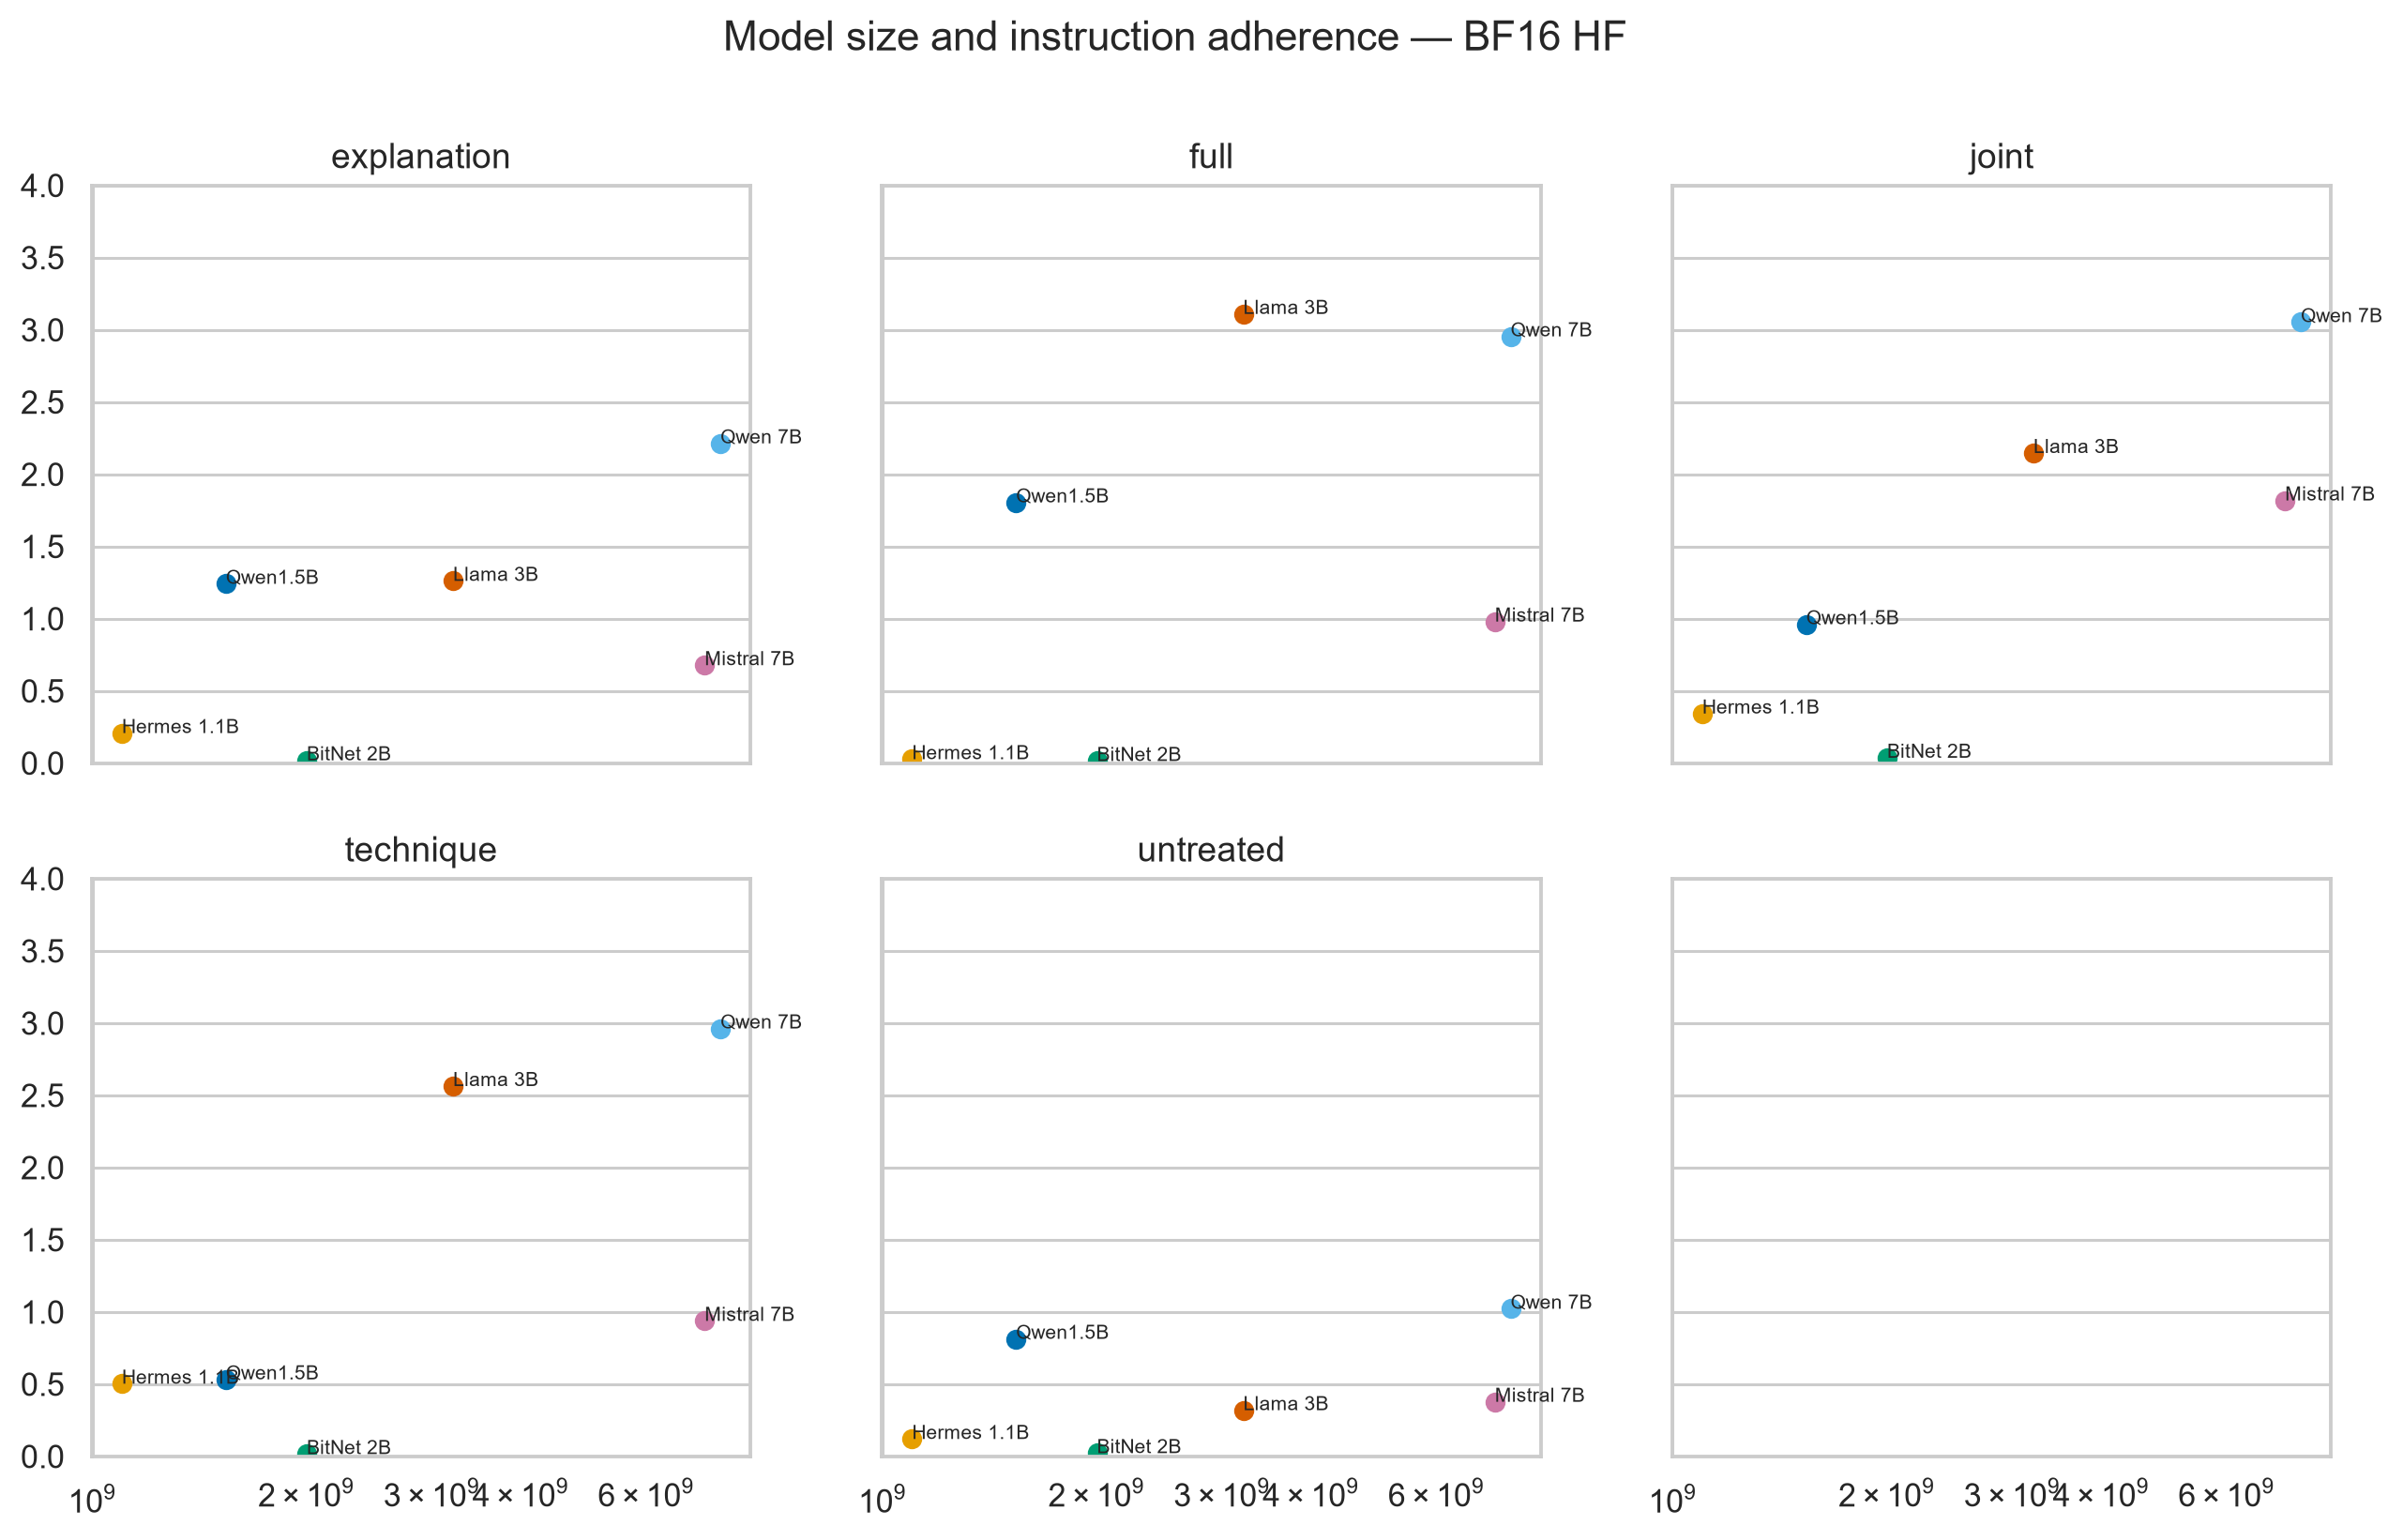 Model size and instruction adherence — BF16 HF
explanation
4.0
3.5
3.0
2.5
2.0
1.5
1.0
0.5
0.0
Qwen 7B
Qwen1.5B
Llama 3B
Mistral 7B
Hermes 1.1B
BitNet 2B
full
Llama 3B
Qwen 7B
Qwen1.5B
Mistral 7B
Hermes 1.1B
BitNet 2B
joint
Qwen 7B
Llama 3B
Mistral 7B
Qwen1.5B
Hermes 1.1B
BitNet 2B
technique
4.0
3.5
3.0
2.5
2.0
1.5
1.0
0.5
0.0
Qwen 7B
Llama 3B
Mistral 7B
Hermes 1.1B
Qwen1.5B
BitNet 2B
10⁹ 2 × 10⁹ 3 × 10⁹ 4 × 10⁹ 6 × 10⁹
untreated
Qwen 7B
Qwen1.5B
Mistral 7B
Llama 3B
Hermes 1.1B
BitNet 2B
10⁹ 2 × 10⁹ 3 × 10⁹ 4 × 10⁹ 6 × 10⁹
10⁹ 2 × 10⁹ 3 × 10⁹ 4 × 10⁹ 6 × 10⁹